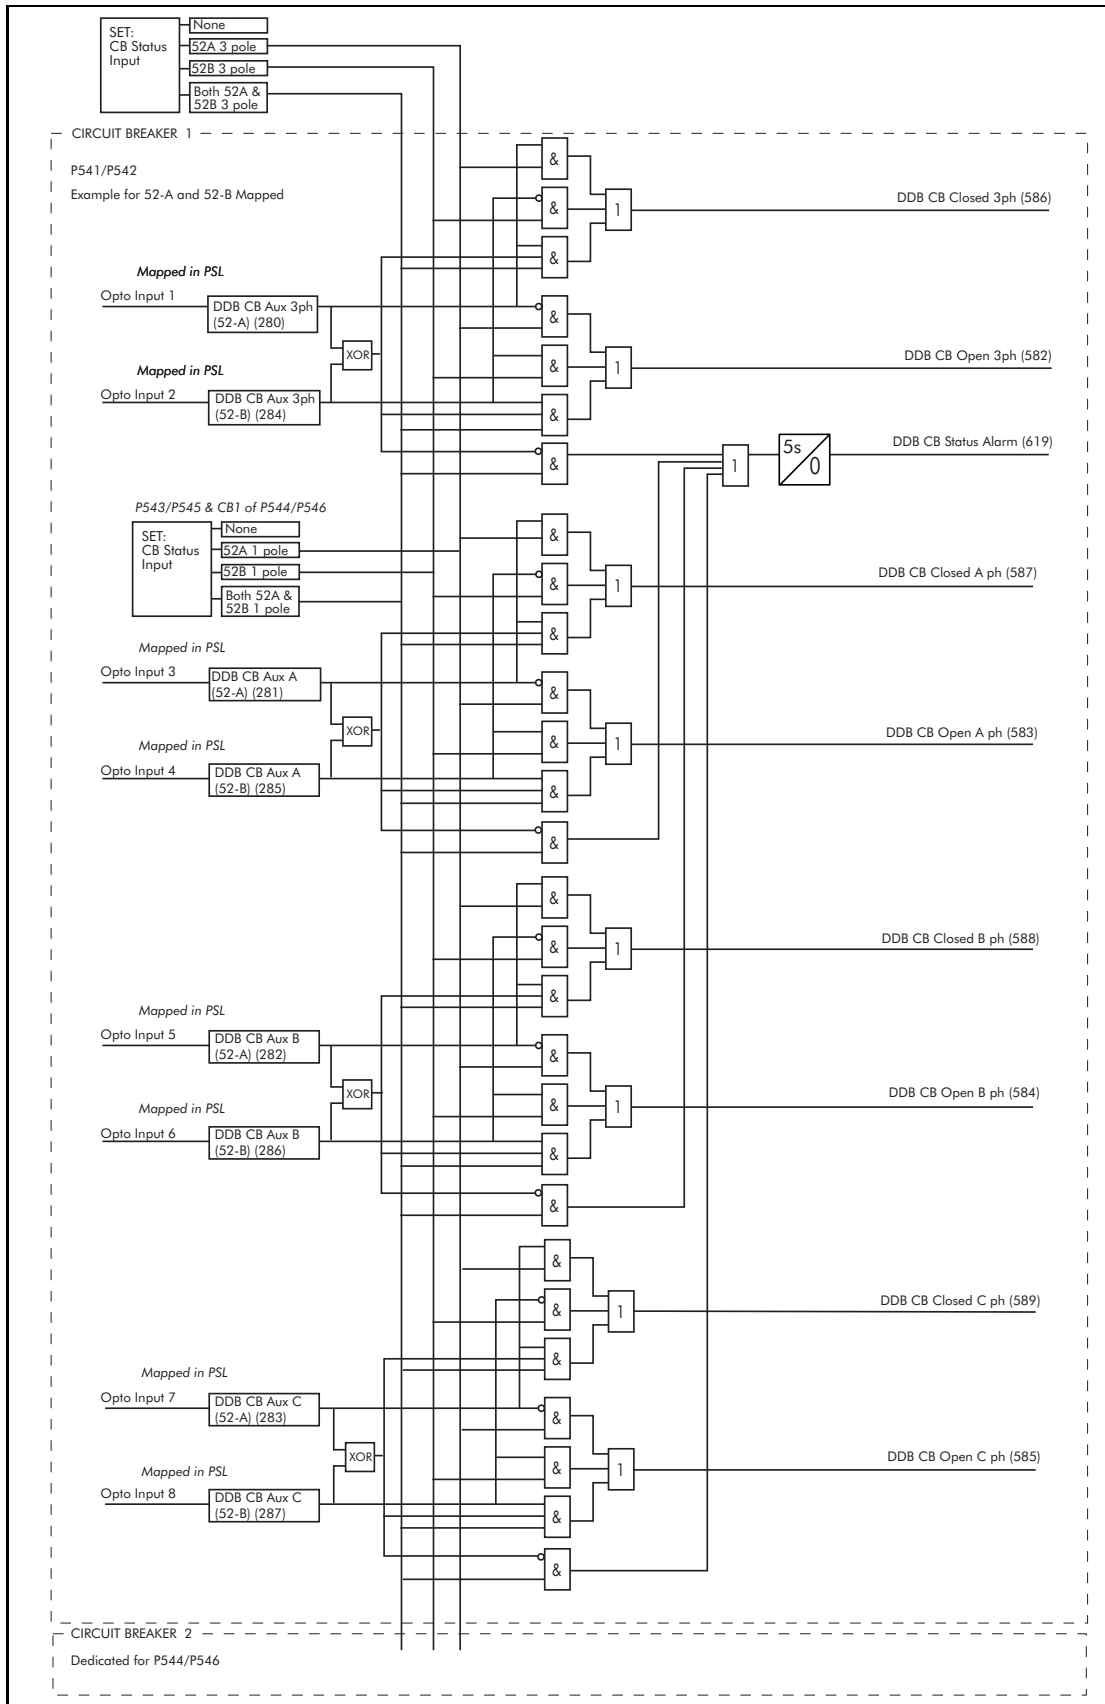 SET:
CB Status
Input
None
52A 3 pole
52B 3 pole
Both 52A &
52B 3 pole
CIRCUIT BREAKER 1
P541/P542
Example for 52-A and 52-B Mapped
&
&
&
1
DDB CB Closed 3ph (586)
Mapped in PSL
Opto Input 1
DDB CB Aux 3ph
(52-A) (280)
XOR
Mapped in PSL
Opto Input 2
DDB CB Aux 3ph
(52-B) (284)
&
&
&
1
DDB CB Open 3ph (582)
&
1
5s
0
DDB CB Status Alarm (619)
P543/P545 & CB1 of P544/P546
SET:
CB Status
Input
None
52A 1 pole
52B 1 pole
Both 52A &
52B 1 pole
&
&
&
1
DDB CB Closed A ph (587)
Mapped in PSL
Opto Input 3
DDB CB Aux A
(52-A) (281)
XOR
Mapped in PSL
Opto Input 4
DDB CB Aux A
(52-B) (285)
&
&
&
1
DDB CB Open A ph (583)
&
&
&
&
1
DDB CB Closed B ph (588)
Mapped in PSL
Opto Input 5
DDB CB Aux B
(52-A) (282)
XOR
Mapped in PSL
Opto Input 6
DDB CB Aux B
(52-B) (286)
&
&
&
1
DDB CB Open B ph (584)
&
&
&
&
1
DDB CB Closed C ph (589)
Mapped in PSL
Opto Input 7
DDB CB Aux C
(52-A) (283)
XOR
Mapped in PSL
Opto Input 8
DDB CB Aux C
(52-B) (287)
&
&
&
1
DDB CB Open C ph (585)
&
CIRCUIT BREAKER 2
Dedicated for P544/P546